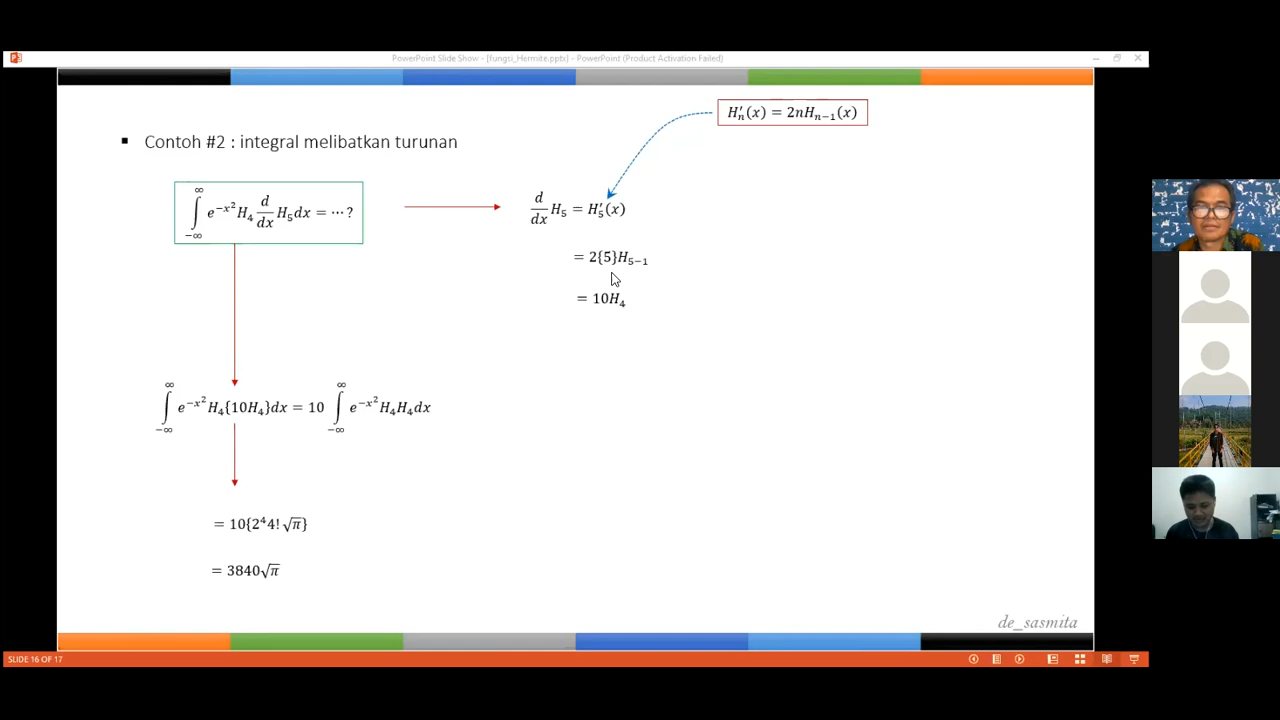 PowerPoint Slide Show - [fungsi_Hermite.pptx] - PowerPoint (Product Activation Failed)
H′ₙ(x) = 2nHₙ₋₁(x)
▪ Contoh #2 : integral melibatkan turunan
∫_{-∞}^{∞} e^{-x²} H₄ d/dx H₅ dx = ⋯ ?
d/dx H₅ = H′₅(x)
= 2{5}H₅₋₁
= 10H₄
∫_{-∞}^{∞} e^{-x²} H₄{10H₄}dx = 10 ∫_{-∞}^{∞} e^{-x²} H₄H₄dx
= 10{2⁴4! √π}
= 3840√π
de_sasmita
SLIDE 16 OF 17